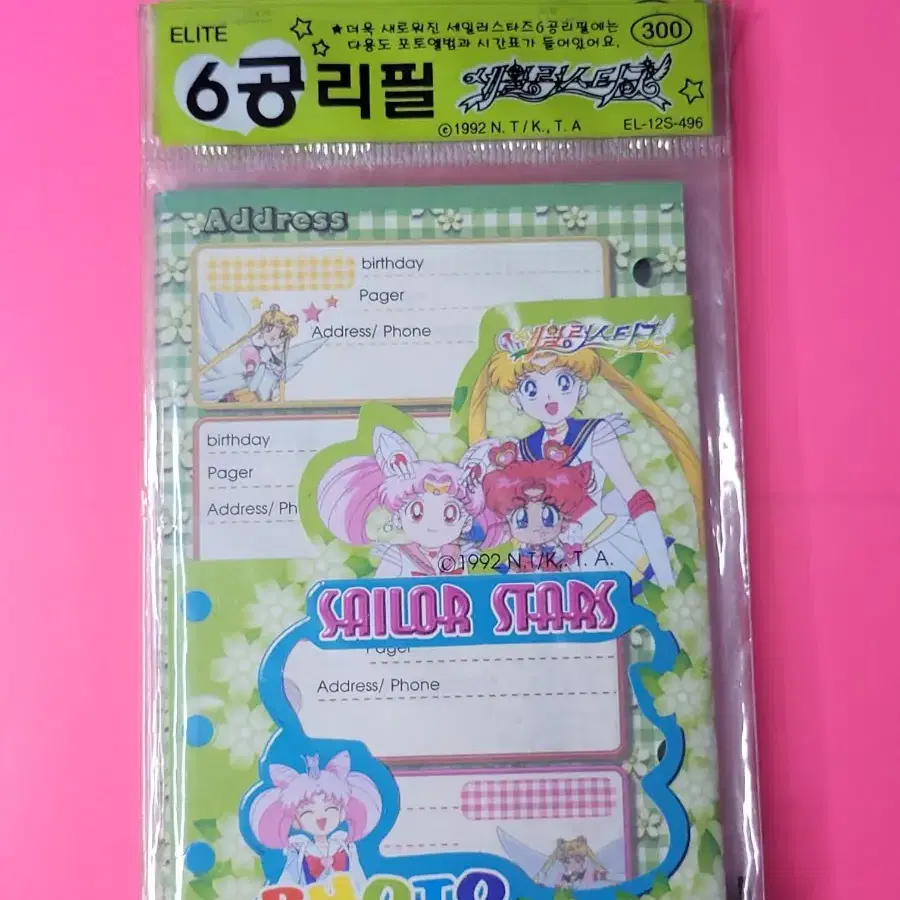 ELITE
★더욱 새로워진 세일러스타즈6공리필에는
다용도 포토앨범과 시간표가 들어있어요.
300
6공리필
세일러스타즈
©1992 N. T / K., T. A
EL-12S-496
Address
birthday
Pager
Address/ Phone
세일러스타즈
birthday
Pager
Address/ Ph
©1992 N.T/K., T. A.
SAILOR STARS
Pager
Address/ Phone
PHOTO